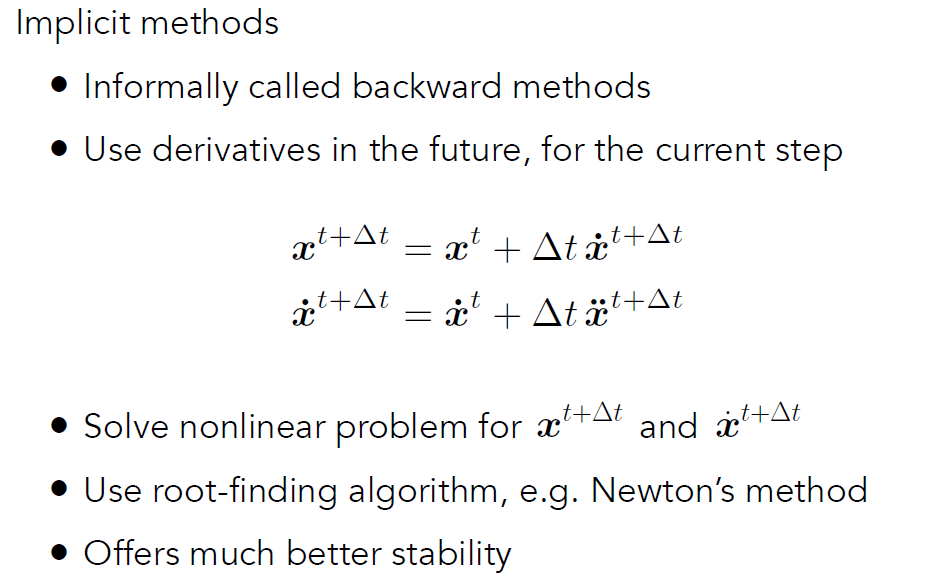 Implicit methods
• Informally called backward methods
• Use derivatives in the future, for the current step
$\boldsymbol{x}^{t+\Delta t} = \boldsymbol{x}^{t} + \Delta t\,\dot{\boldsymbol{x}}^{t+\Delta t}$
$\dot{\boldsymbol{x}}^{t+\Delta t} = \dot{\boldsymbol{x}}^{t} + \Delta t\,\ddot{\boldsymbol{x}}^{t+\Delta t}$
• Solve nonlinear problem for $\boldsymbol{x}^{t+\Delta t}$ and $\dot{\boldsymbol{x}}^{t+\Delta t}$
• Use root-finding algorithm, e.g. Newton’s method
• Offers much better stability